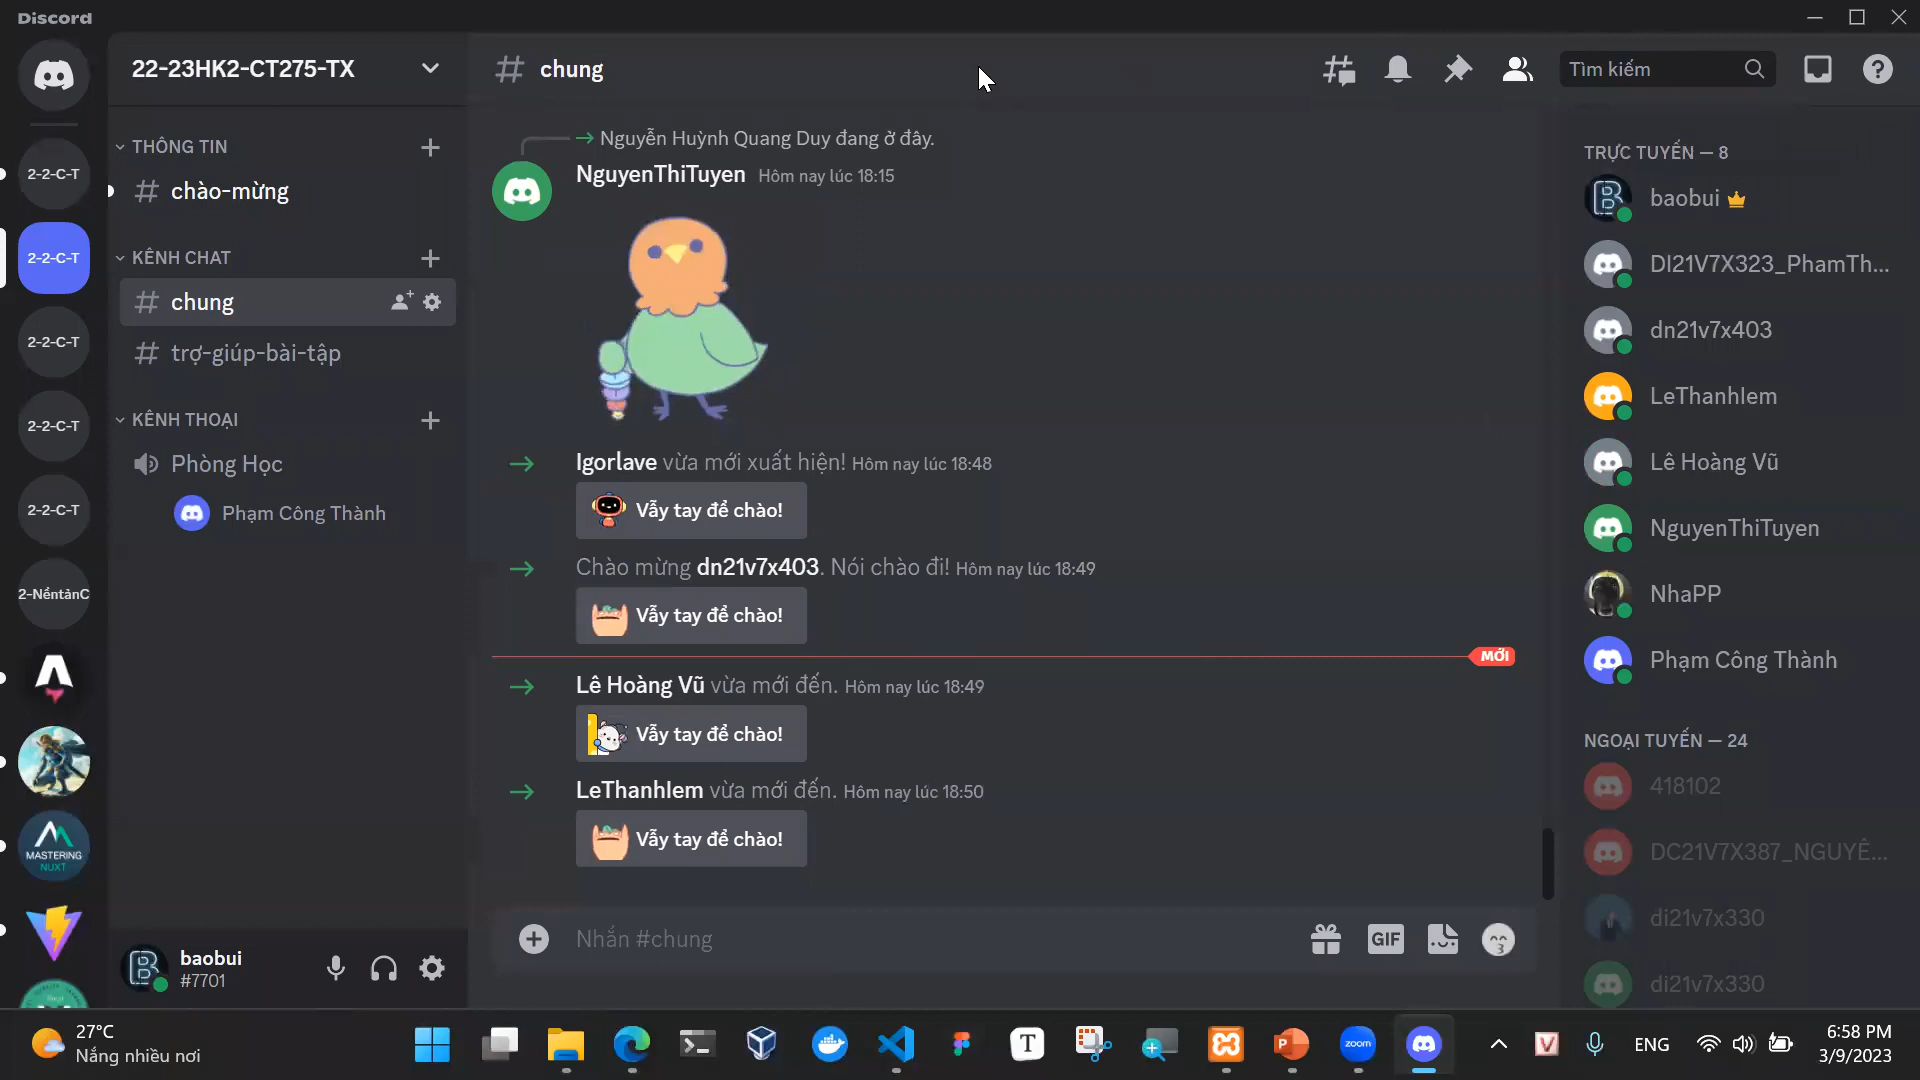 Discord
22-23HK2-CT275-TX
chung
Tìm kiếm
2-2-C-T
2-2-C-T
2-2-C-T
2-2-C-T
2-2-C-T
2-NềntảnC
MASTERING
NUXT
THÔNG TIN
chào-mừng
KÊNH CHAT
chung
trợ-giúp-bài-tập
KÊNH THOẠI
Phòng Học
Phạm Công Thành
baobui
#7701
Nguyễn Huỳnh Quang Duy đang ở đây.
NguyenThiTuyen Hôm nay lúc 18:15
Igorlave vừa mới xuất hiện! Hôm nay lúc 18:48
Vẫy tay để chào!
Chào mừng dn21v7x403. Nói chào đi! Hôm nay lúc 18:49
Vẫy tay để chào!
MỚI
Lê Hoàng Vũ vừa mới đến. Hôm nay lúc 18:49
Vẫy tay để chào!
LeThanhlem vừa mới đến. Hôm nay lúc 18:50
Vẫy tay để chào!
Nhắn #chung
GIF
TRỰC TUYẾN — 8
baobui
DI21V7X323_PhamTh...
dn21v7x403
LeThanhlem
Lê Hoàng Vũ
NguyenThiTuyen
NhaPP
Phạm Công Thành
NGOẠI TUYẾN — 24
418102
DC21V7X387_NGUYỄ...
di21v7x330
di21v7x330
27°C
Nắng nhiều nơi
zoom
ENG
6:58 PM
3/9/2023